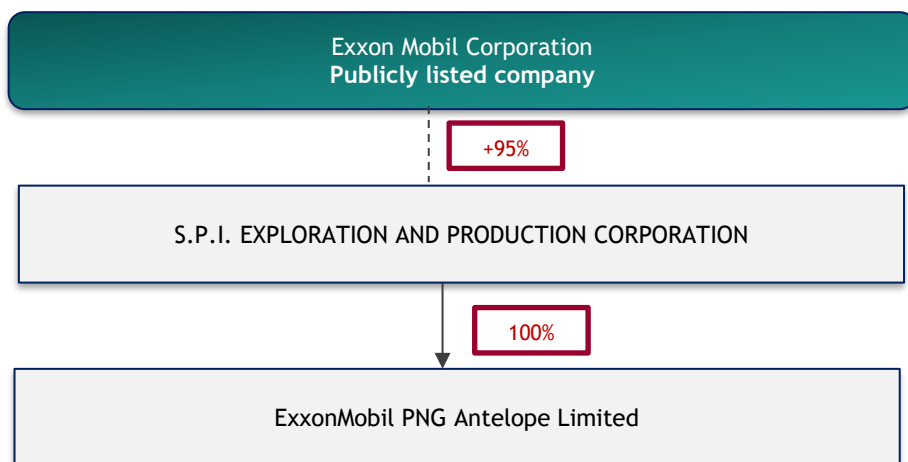 Exxon Mobil Corporation
Publicly listed company
+95%
S.P.I. EXPLORATION AND PRODUCTION CORPORATION
100%
ExxonMobil PNG Antelope Limited